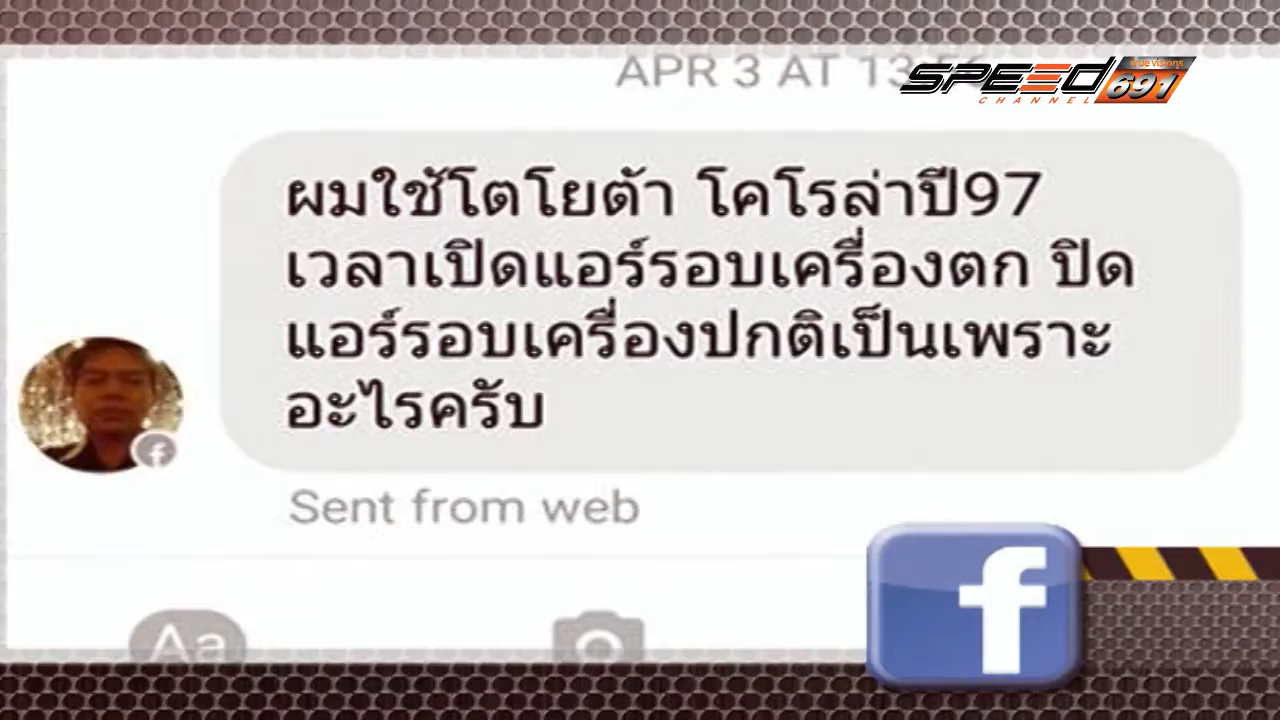 APR 3 AT 13:56
SPEED
CHANNEL
true visions
691
ผมใช้โตโยต้า โคโรล่าปี97
เวลาเปิดแอร์รอบเครื่องตก ปิด
แอร์รอบเครื่องปกติเป็นเพราะ
อะไรครับ
f
Sent from web
f
Aa